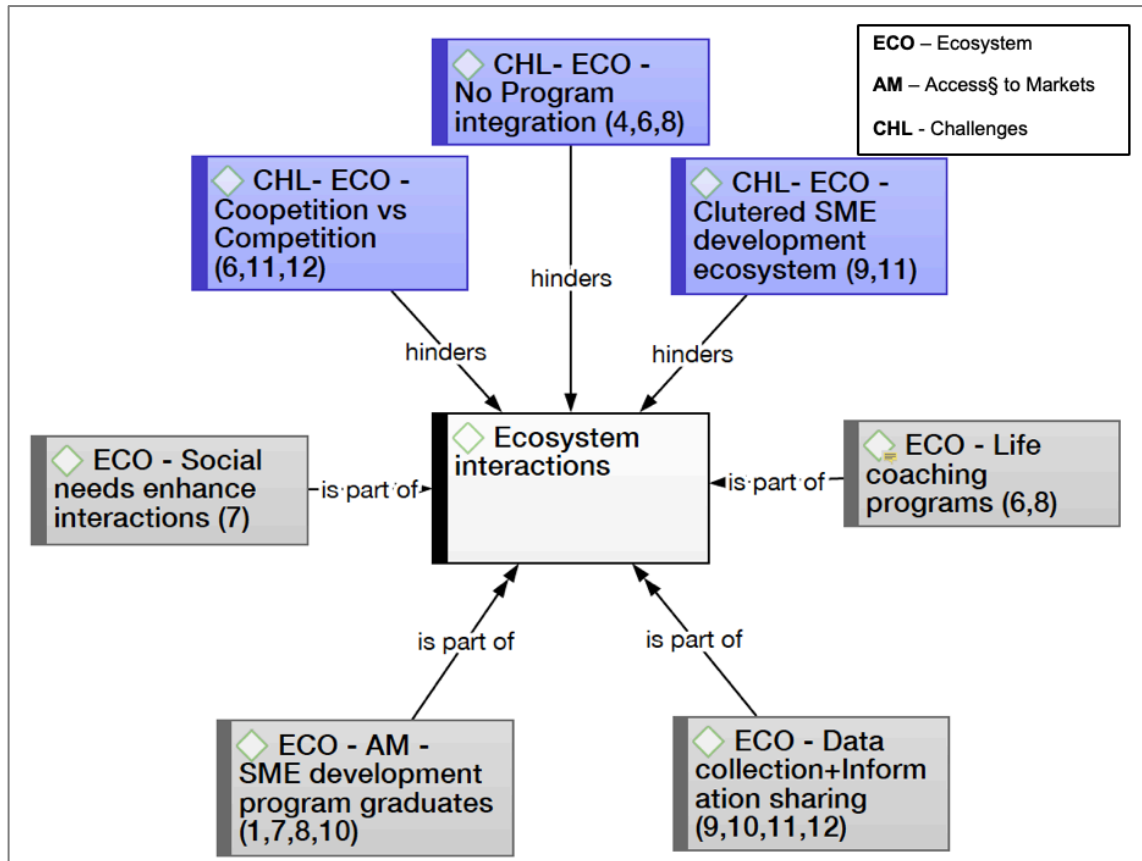 CHL- ECO -
No Program
integration (4,6,8)
ECO – Ecosystem
AM – Access§ to Markets
CHL - Challenges
CHL- ECO -
Coopetition vs
Competition
(6,11,12)
CHL- ECO -
Clutered SME
development
ecosystem (9,11)
hinders
hinders
hinders
Ecosystem
interactions
ECO - Social
needs enhance
interactions (7)
is part of
is part of
ECO - Life
coaching
programs (6,8)
is part of
is part of
ECO - AM -
SME development
program graduates
(1,7,8,10)
ECO - Data
collection+Inform
ation sharing
(9,10,11,12)